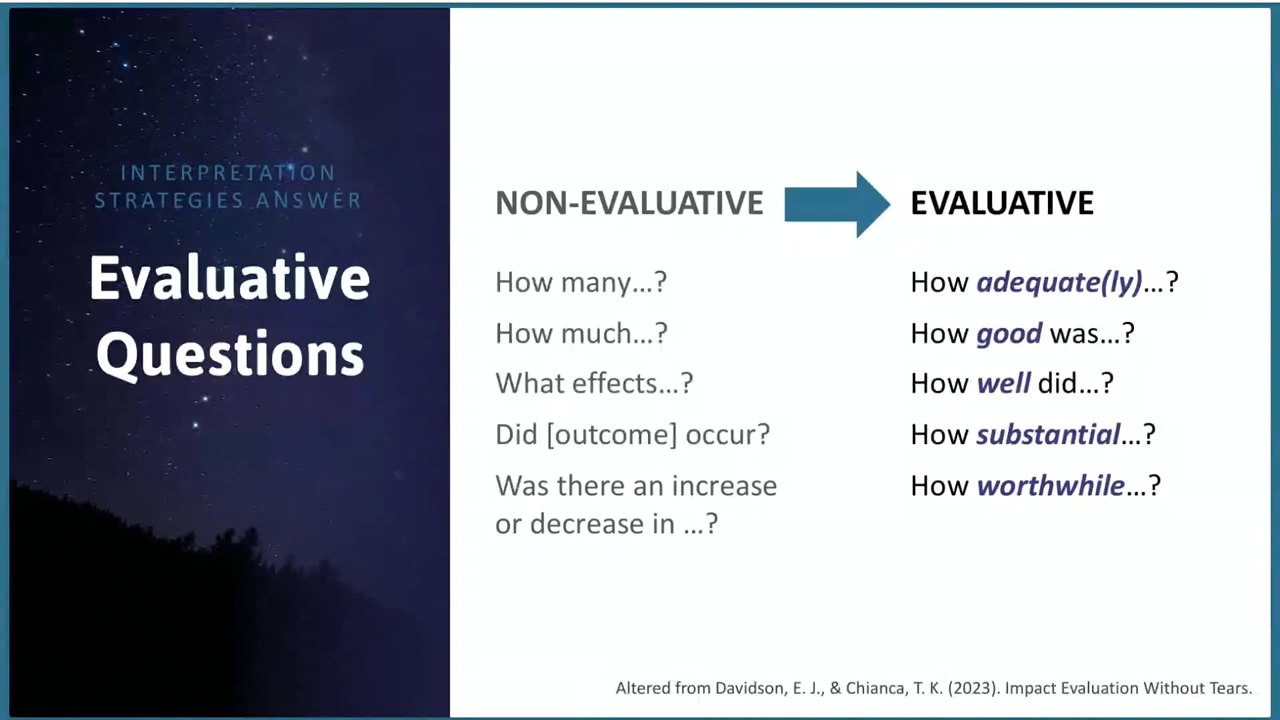 INTERPRETATION
STRATEGIES ANSWER
Evaluative
Questions
NON-EVALUATIVE
How many...?
How much...?
What effects...?
Did [outcome] occur?
Was there an increase
or decrease in ...?
EVALUATIVE
How adequate(ly)...?
How good was...?
How well did...?
How substantial...?
How worthwhile...?
Altered from Davidson, E. J., & Chianca, T. K. (2023). Impact Evaluation Without Tears.